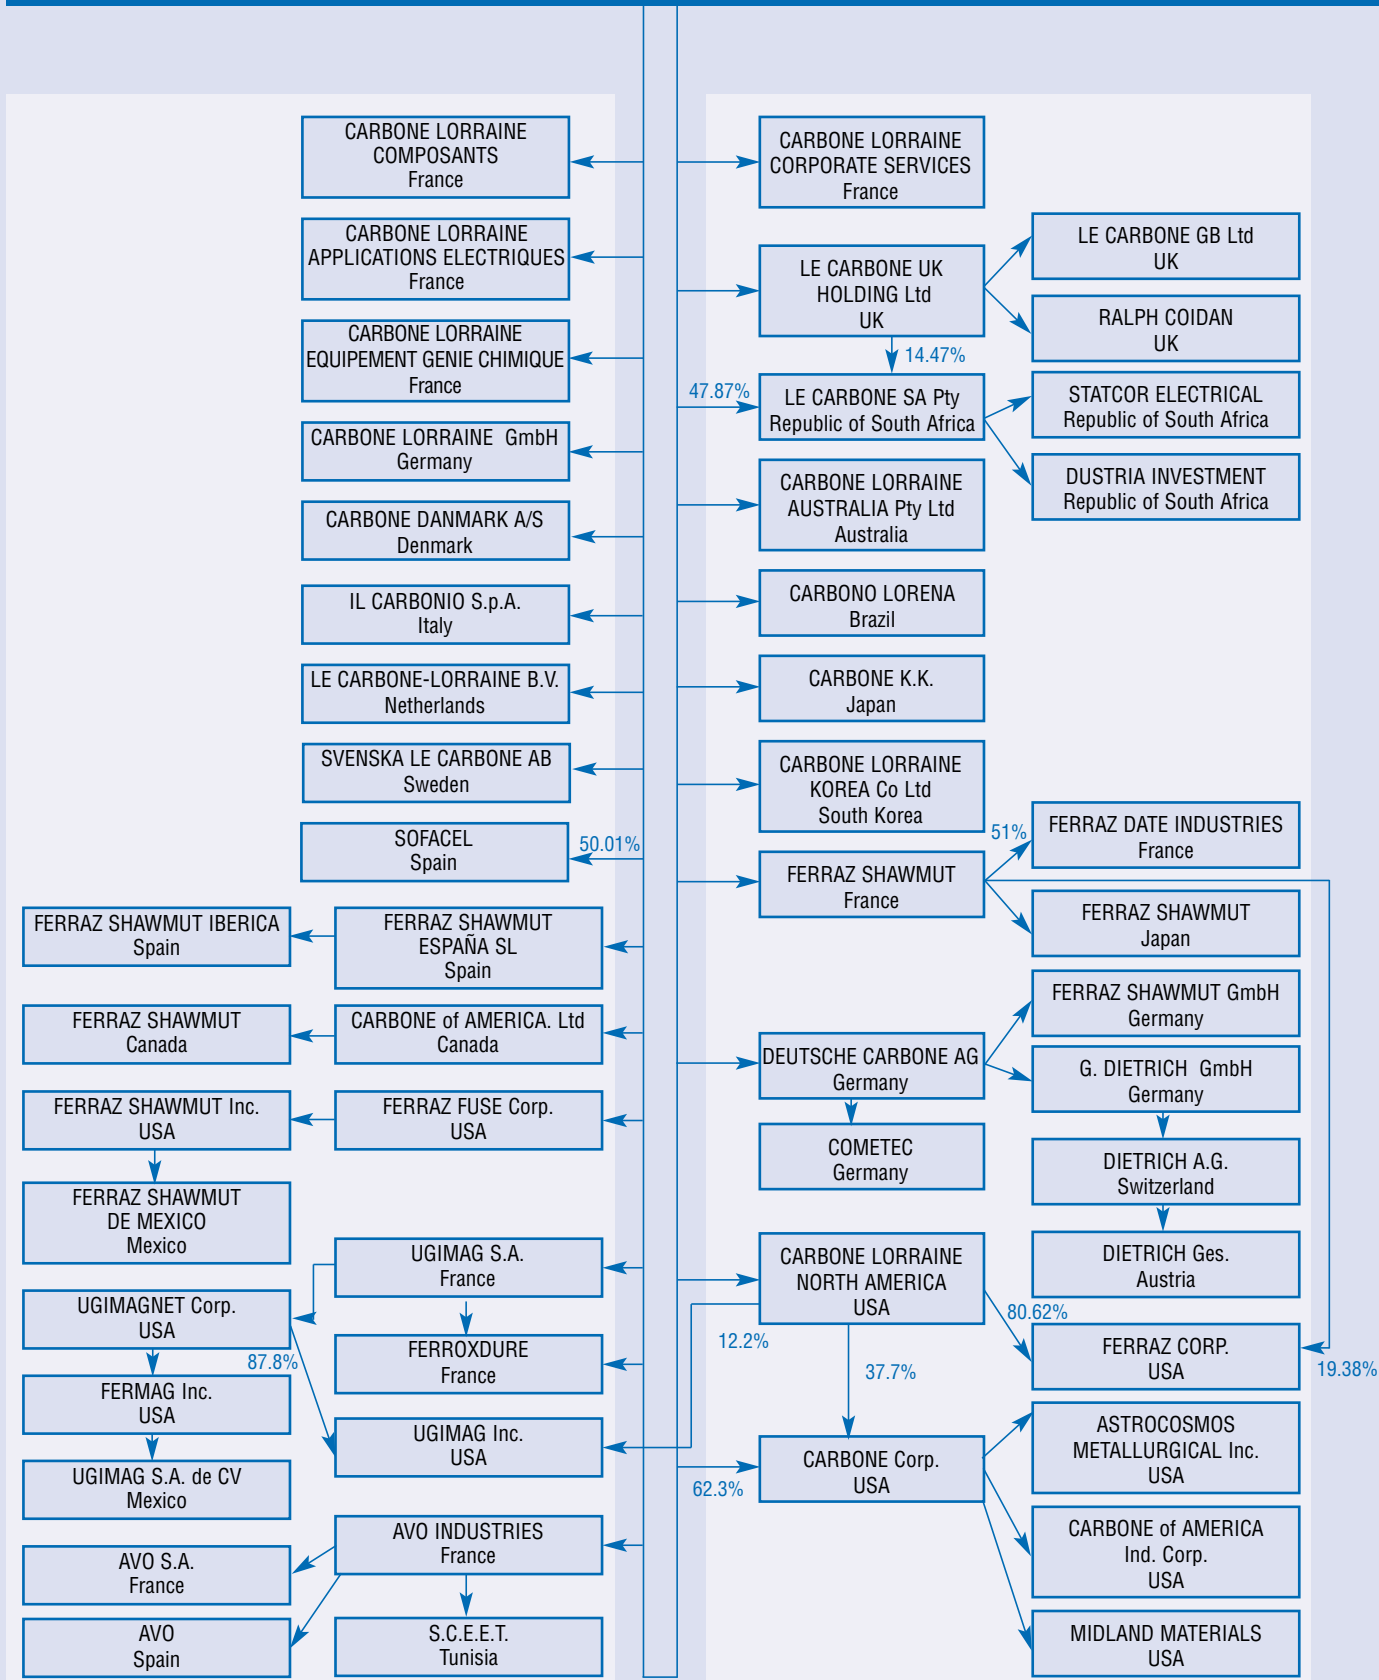 CARBONE LORRAINE
COMPOSANTS
France
CARBONE LORRAINE
APPLICATIONS ELECTRIQUES
France
CARBONE LORRAINE
EQUIPEMENT GENIE CHIMIQUE
France
CARBONE LORRAINE GmbH
Germany
CARBONE DANMARK A/S
Denmark
IL CARBONIO S.p.A.
Italy
LE CARBONE-LORRAINE B.V.
Netherlands
SVENSKA LE CARBONE AB
Sweden
SOFACEL
Spain
50.01%
FERRAZ SHAWMUT IBERICA
Spain
FERRAZ SHAWMUT
ESPAÑA SL
Spain
FERRAZ SHAWMUT
Canada
CARBONE of AMERICA. Ltd
Canada
FERRAZ SHAWMUT Inc.
USA
FERRAZ FUSE Corp.
USA
FERRAZ SHAWMUT
DE MEXICO
Mexico
UGIMAG S.A.
France
UGIMAGNET Corp.
USA
87.8%
FERROXDURE
France
FERMAG Inc.
USA
UGIMAG Inc.
USA
UGIMAG S.A. de CV
Mexico
AVO INDUSTRIES
France
AVO S.A.
France
AVO
Spain
S.C.E.E.T.
Tunisia
CARBONE LORRAINE
CORPORATE SERVICES
France
LE CARBONE UK
HOLDING Ltd
UK
LE CARBONE GB Ltd
UK
RALPH COIDAN
UK
14.47%
47.87%
LE CARBONE SA Pty
Republic of South Africa
STATCOR ELECTRICAL
Republic of South Africa
DUSTRIA INVESTMENT
Republic of South Africa
CARBONE LORRAINE
AUSTRALIA Pty Ltd
Australia
CARBONO LORENA
Brazil
CARBONE K.K.
Japan
CARBONE LORRAINE
KOREA Co Ltd
South Korea
FERRAZ SHAWMUT
France
51%
FERRAZ DATE INDUSTRIES
France
FERRAZ SHAWMUT
Japan
DEUTSCHE CARBONE AG
Germany
FERRAZ SHAWMUT GmbH
Germany
G. DIETRICH GmbH
Germany
COMETEC
Germany
DIETRICH A.G.
Switzerland
DIETRICH Ges.
Austria
CARBONE LORRAINE
NORTH AMERICA
USA
80.62%
12.2%
37.7%
FERRAZ CORP.
USA
19.38%
CARBONE Corp.
USA
62.3%
ASTROCOSMOS
METALLURGICAL Inc.
USA
CARBONE of AMERICA
Ind. Corp.
USA
MIDLAND MATERIALS
USA